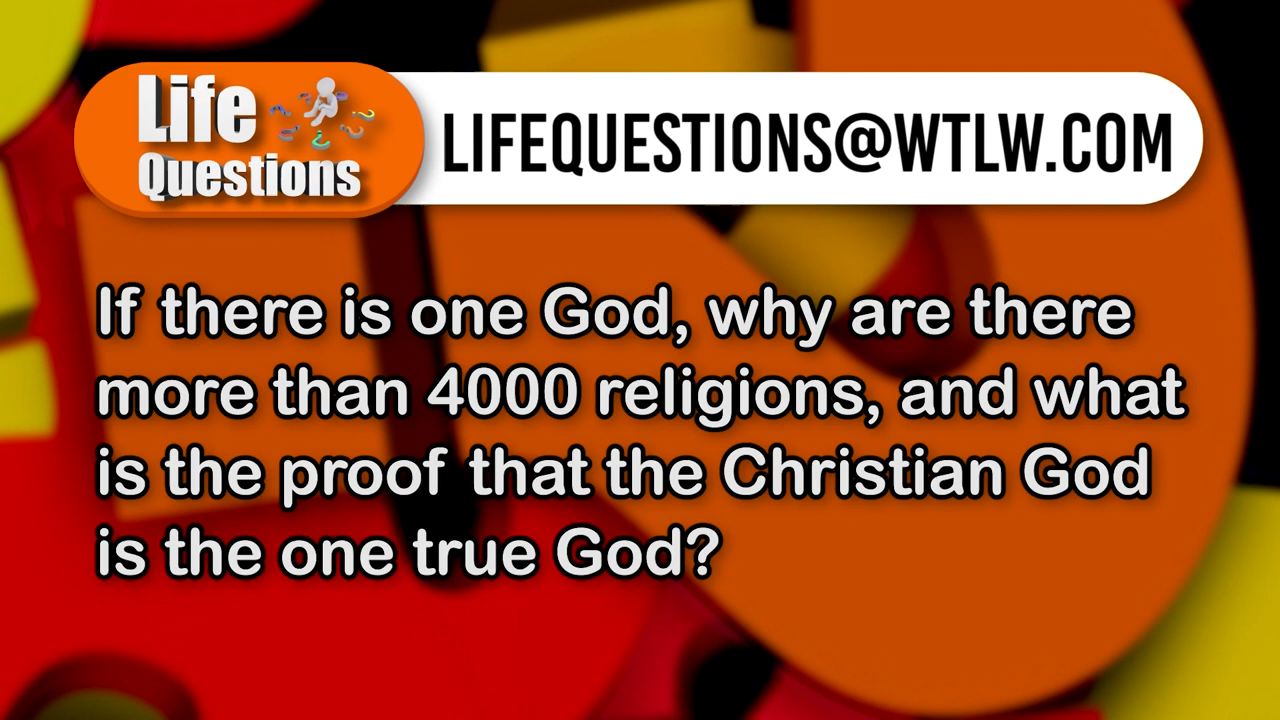 Life
Questions
LIFEQUESTIONS@WTLW.COM
If there is one God, why are there
more than 4000 religions, and what
is the proof that the Christian God
is the one true God?